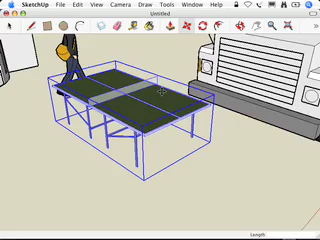 SketchUp File Edit View Camera Draw Tools Window Help
Untitled
Length